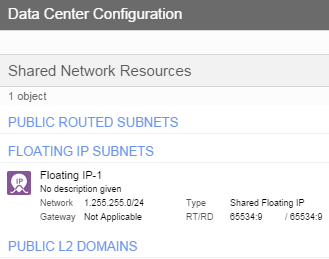 Data Center Configuration
Shared Network Resources
1 object
PUBLIC ROUTED SUBNETS
FLOATING IP SUBNETS
IP
Floating IP-1
No description given
Network 1.255.255.0/24 Type Shared Floating IP
Gateway Not Applicable RT/RD 65534:9 / 65534:9
PUBLIC L2 DOMAINS